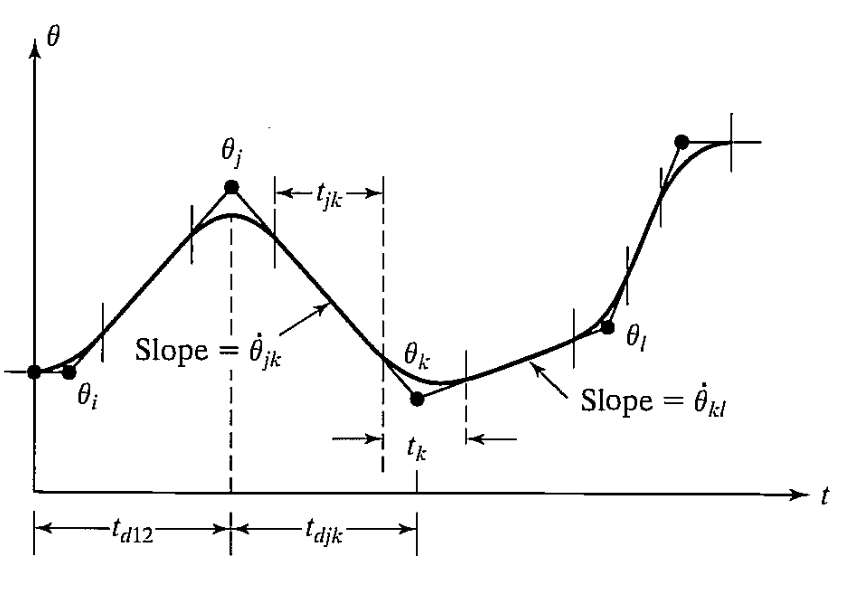 θ
θj
tjk
Slope = θ̇jk
θk
θl
θi
Slope = θ̇kl
tk
t
td12
tdjk